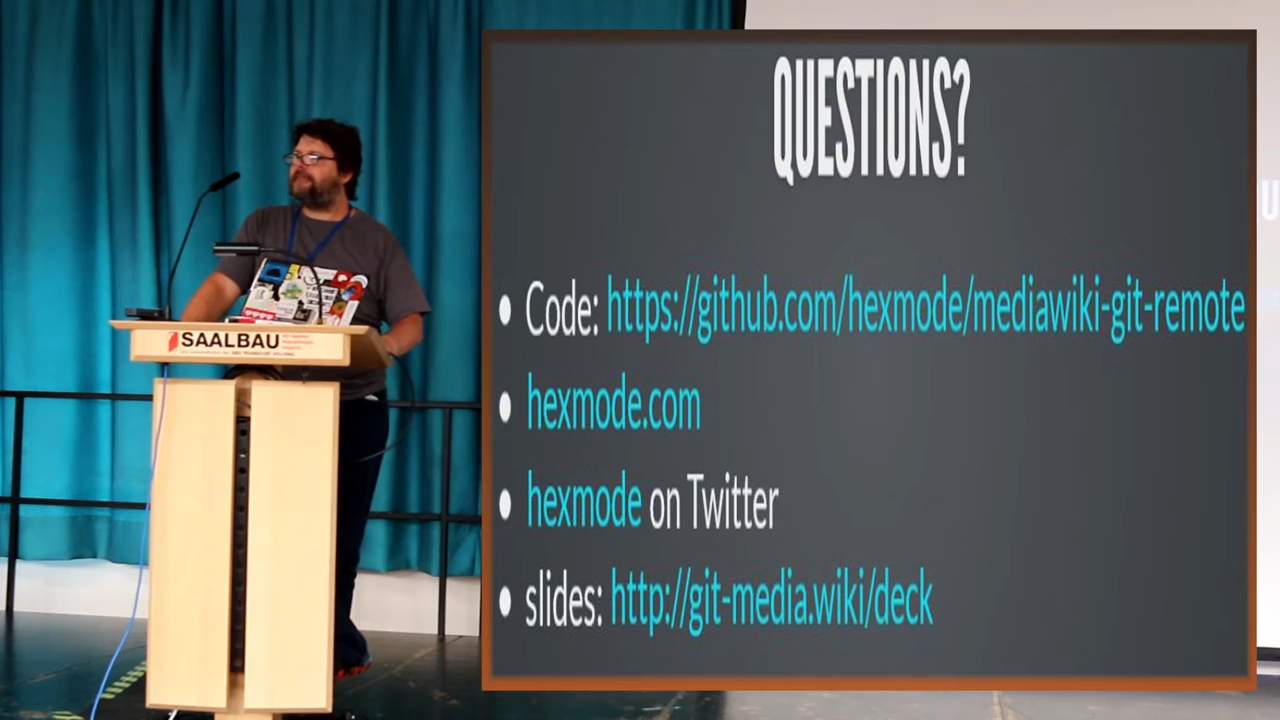 QUESTIONS?
• Code: https://github.com/hexmode/mediawiki-git-remote
• hexmode.com
• hexmode on Twitter
• slides: http://git-media.wiki/deck
SAALBAU